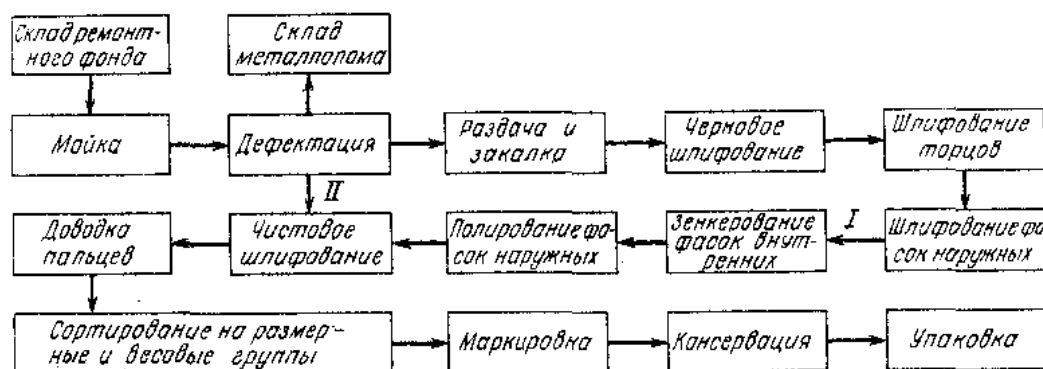 Склад ремонт-
ного фонда
Склад
металлолома
Мойка
Дефектация
Раздача и
закалка
Черновое
шлифование
Шлифование
торцов
II
I
Доводка
пальцев
Чистовое
шлифование
Полирование фа-
сок наружных
Зенкерование
фасок внут-
ренних
Шлифование фа-
сок наружных
Сортирование на размер-
ные и весовые группы
Маркировка
Консервация
Упаковка